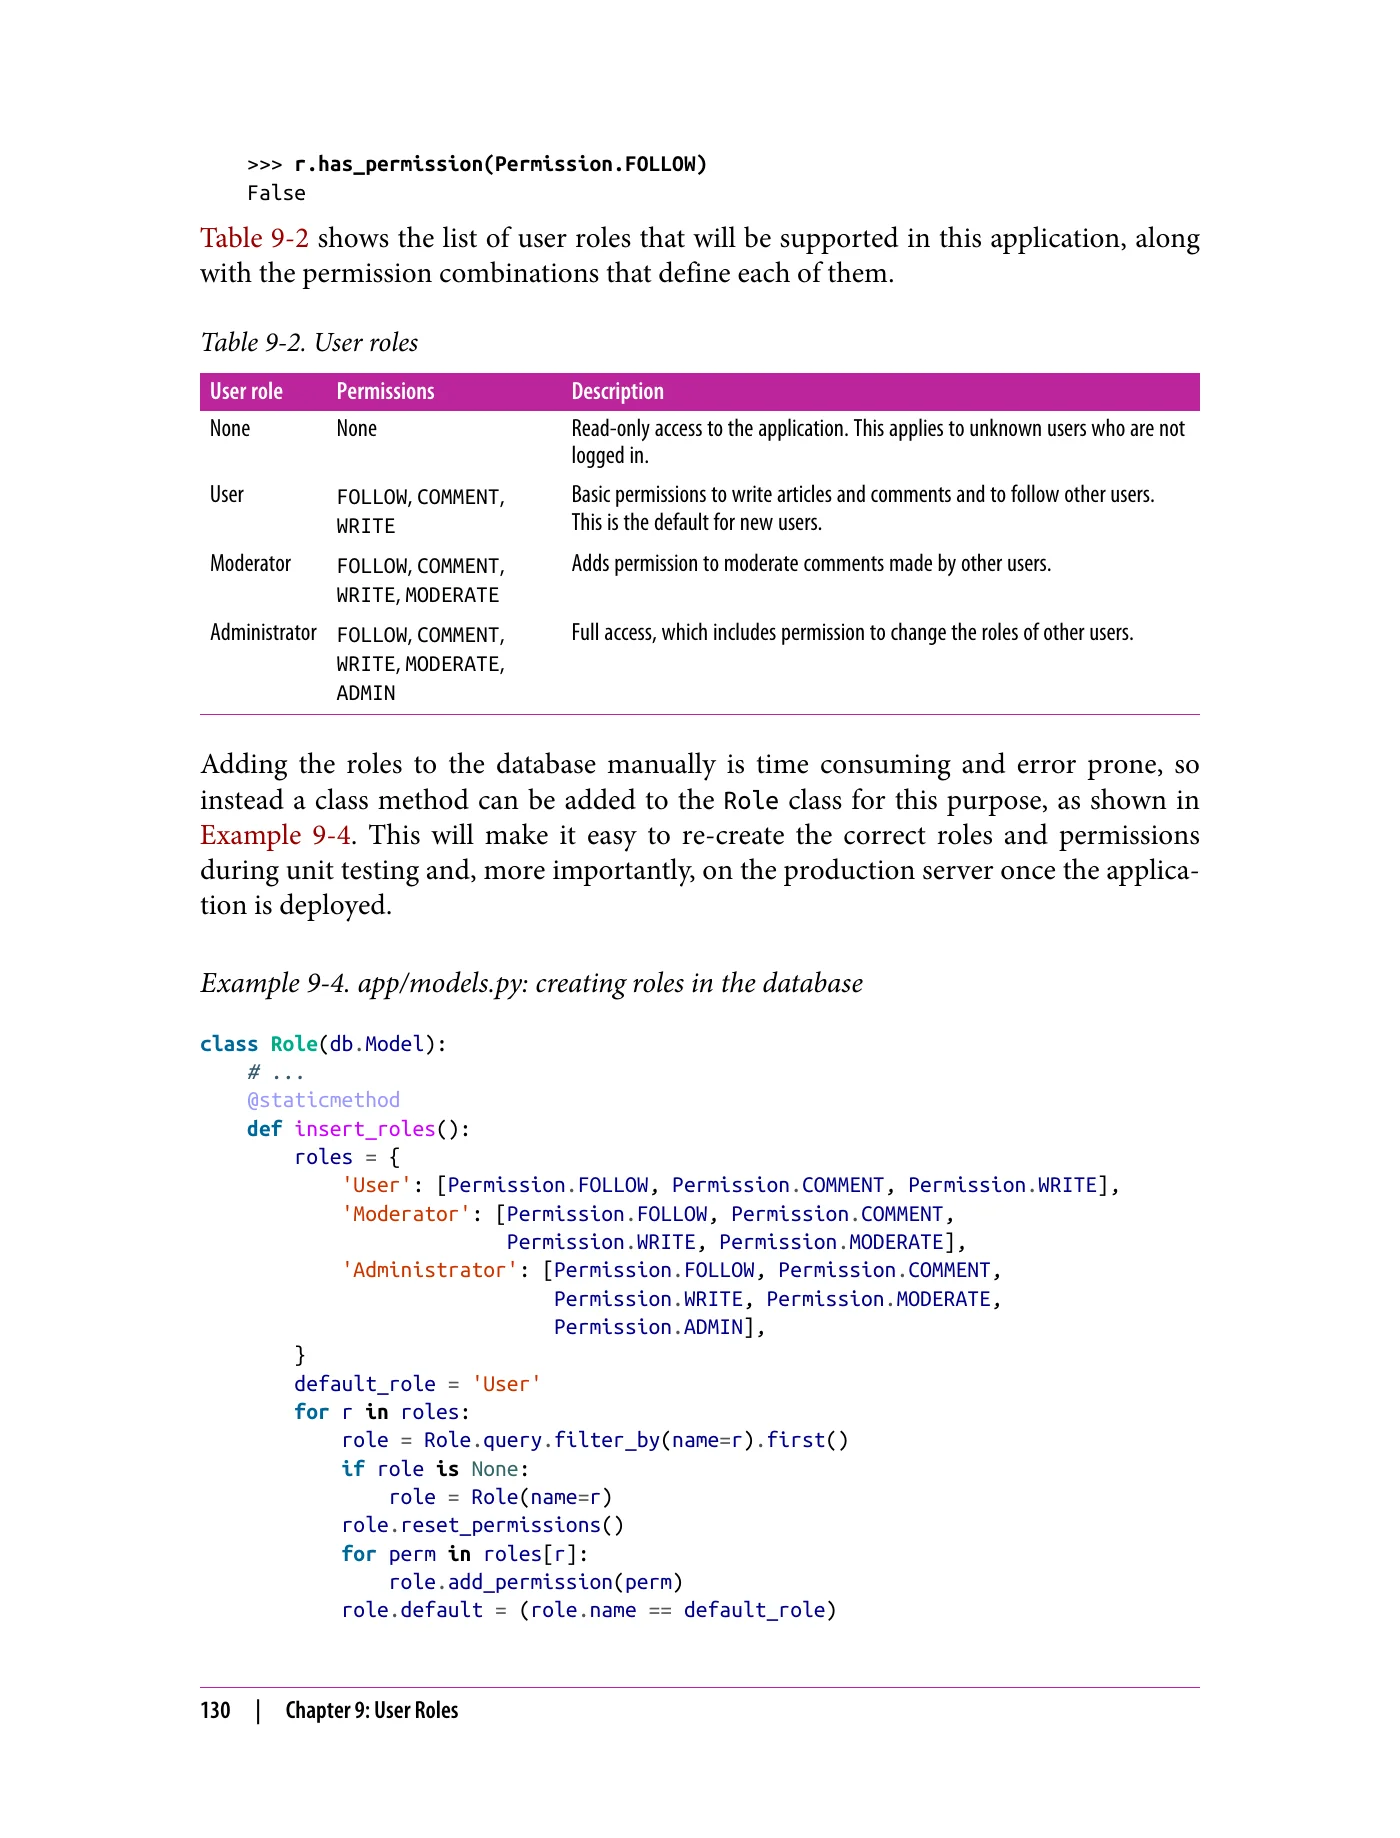 >>> r.has_permission(Permission.FOLLOW)
False
Table 9-2 shows the list of user roles that will be supported in this application, along
with the permission combinations that define each of them.
Table 9-2. User roles
User role Permissions Description
None None Read-only access to the application. This applies to unknown users who are not
logged in.
User FOLLOW, COMMENT, Basic permissions to write articles and comments and to follow other users.
WRITE This is the default for new users.
Moderator FOLLOW, COMMENT, Adds permission to moderate comments made by other users.
WRITE, MODERATE
Administrator FOLLOW, COMMENT, Full access, which includes permission to change the roles of other users.
WRITE, MODERATE,
ADMIN
Adding the roles to the database manually is time consuming and error prone, so
instead a class method can be added to the Role class for this purpose, as shown in
Example 9-4. This will make it easy to re-create the correct roles and permissions
during unit testing and, more importantly, on the production server once the applica-
tion is deployed.
Example 9-4. app/models.py: creating roles in the database
class Role(db.Model):
    # ...
    @staticmethod
    def insert_roles():
        roles = {
            'User': [Permission.FOLLOW, Permission.COMMENT, Permission.WRITE],
            'Moderator': [Permission.FOLLOW, Permission.COMMENT,
                          Permission.WRITE, Permission.MODERATE],
            'Administrator': [Permission.FOLLOW, Permission.COMMENT,
                              Permission.WRITE, Permission.MODERATE,
                              Permission.ADMIN],
        }
        default_role = 'User'
        for r in roles:
            role = Role.query.filter_by(name=r).first()
            if role is None:
                role = Role(name=r)
            role.reset_permissions()
            for perm in roles[r]:
                role.add_permission(perm)
            role.default = (role.name == default_role)
130 | Chapter 9: User Roles